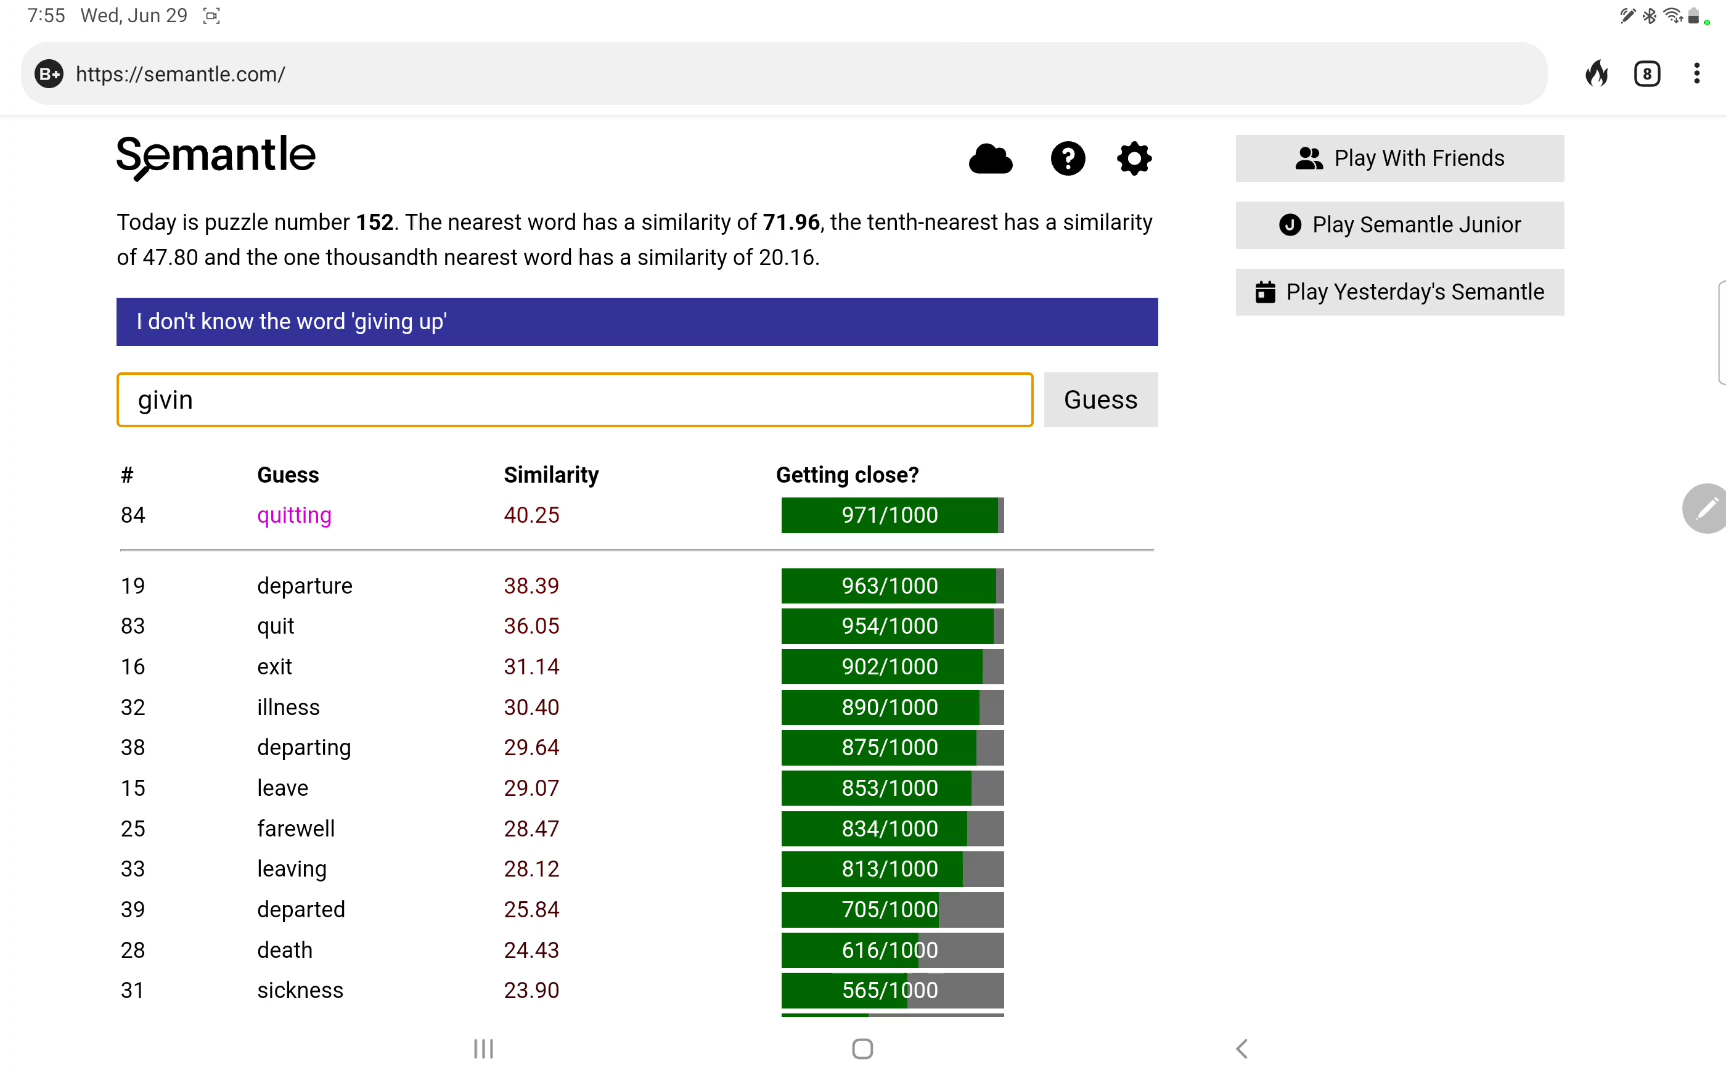 7:55 Wed, Jun 29
B+ https://semantle.com/
8
Semantle
?
Play With Friends
J Play Semantle Junior
Play Yesterday's Semantle
Today is puzzle number 152. The nearest word has a similarity of 71.96, the tenth-nearest has a similarity
of 47.80 and the one thousandth nearest word has a similarity of 20.16.
I don't know the word 'giving up'
givin
Guess
# Guess Similarity Getting close?
84 quitting 40.25 971/1000
19 departure 38.39 963/1000
83 quit 36.05 954/1000
16 exit 31.14 902/1000
32 illness 30.40 890/1000
38 departing 29.64 875/1000
15 leave 29.07 853/1000
25 farewell 28.47 834/1000
33 leaving 28.12 813/1000
39 departed 25.84 705/1000
28 death 24.43 616/1000
31 sickness 23.90 565/1000